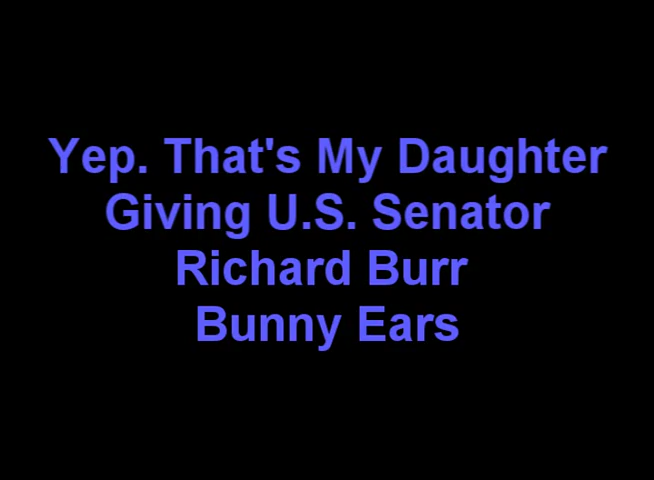 Yep. That's My Daughter
Giving U.S. Senator
Richard Burr
Bunny Ears